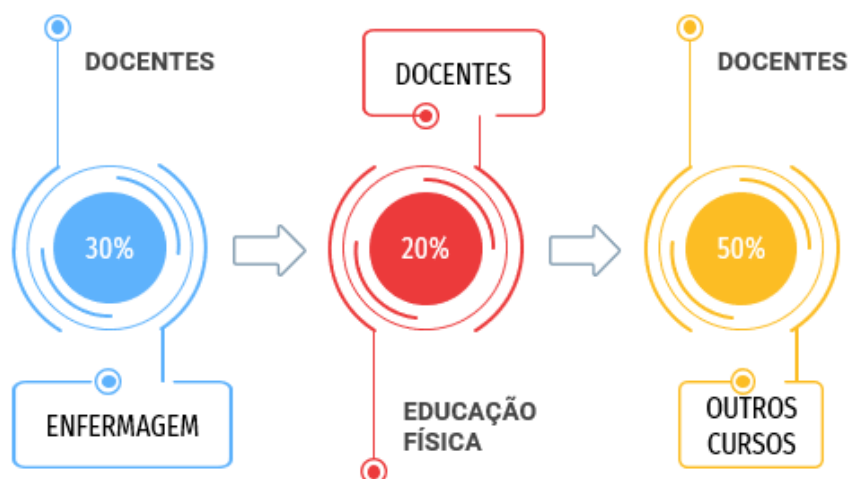 DOCENTES
30%
ENFERMAGEM
DOCENTES
20%
EDUCAÇÃO
FÍSICA
DOCENTES
50%
OUTROS
CURSOS